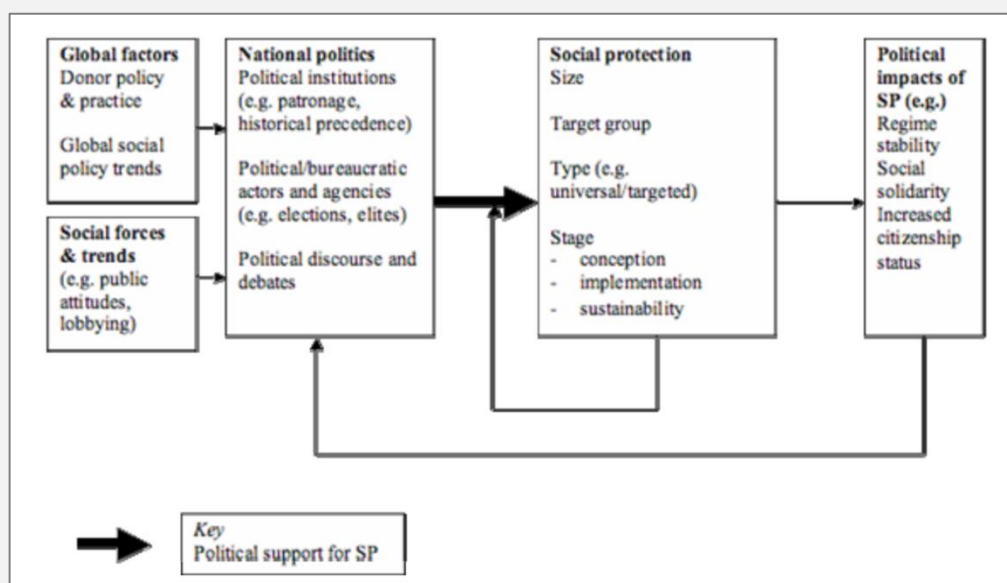 Global factors
Donor policy
& practice
Global social
policy trends
Social forces
& trends
(e.g. public
attitudes,
lobbying)
National politics
Political institutions
(e.g. patronage,
historical precedence)
Political/bureaucratic
actors and agencies
(e.g. elections, elites)
Political discourse and
debates
Social protection
Size
Target group
Type (e.g.
universal/targeted)
Stage
- conception
- implementation
- sustainability
Political
impacts of
SP (e.g.)
Regime
stability
Social
solidarity
Increased
citizenship
status
Key
Political support for SP